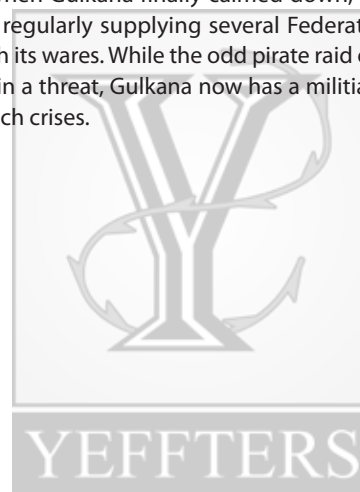 when Gulkana finally calmed down,
regularly supplying several Federat
h its wares. While the odd pirate raid
in a threat, Gulkana now has a militia
ch crises.
Y
YEFFTERS